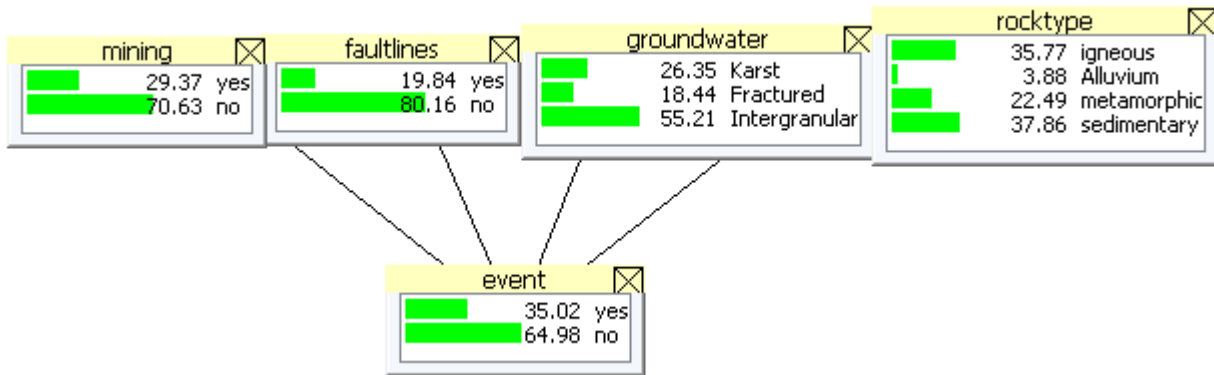 mining
29.37 yes
70.63 no
faultlines
19.84 yes
80.16 no
groundwater
26.35 Karst
18.44 Fractured
55.21 Intergranular
rocktype
35.77 igneous
3.88 Alluvium
22.49 metamorphic
37.86 sedimentary
event
35.02 yes
64.98 no